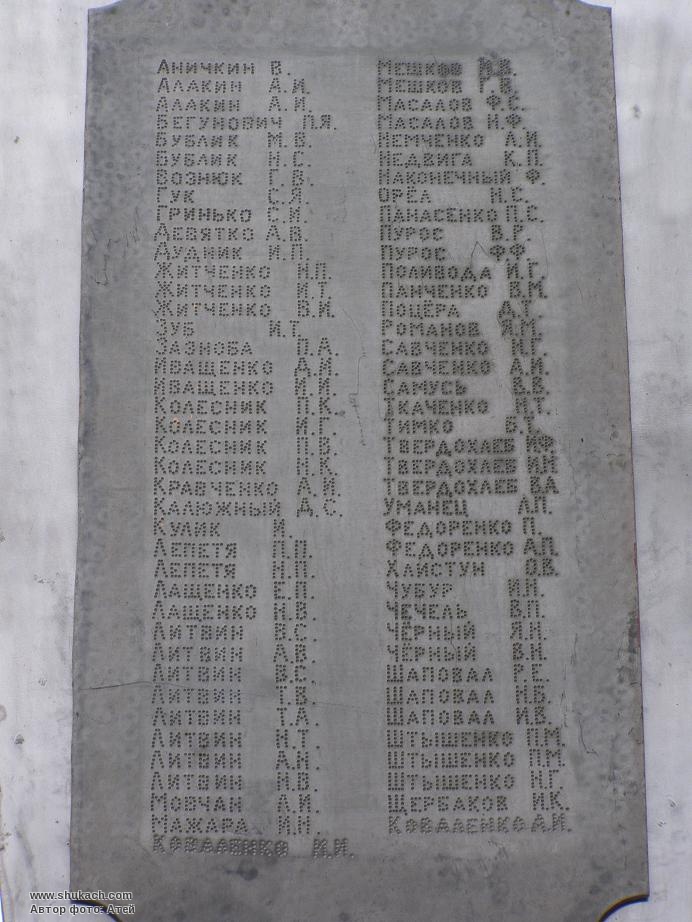 Аничкин В.
Алакин А.И.
Алакин А.И.
Бегунович П.Я.
Бублик М.В.
Бублик Н.С.
Вознюк Г.В.
Гук С.Я.
Гринько С.И.
Девятко А.В.
Дудник И.П.
Житченко Н.П.
Житченко И.Т.
Житченко В.И.
Зуб И.Т.
Зазноба П.А.
Иващенко Д.И.
Иващенко И.И.
Колесник П.К.
Колесник И.Г.
Колесник П.В.
Колесник Н.К.
Кравченко А.И.
Калюжный Д.С.
Кулик И.
Лепетя П.П.
Лепетя Н.П.
Лащенко Е.П.
Лащенко Н.В.
Литвин В.С.
Литвин А.В.
Литвин В.С.
Литвин Т.В.
Литвин Т.А.
Литвин Н.Т.
Литвин А.Н.
Литвин Н.В.
Мовчан А.И.
Мажара И.Н.
Коваленко И.И.
Мешков
Мешков Г.В.
Масалов Ф.С.
Масалов Н.Ф.
Немченко А.И.
Недвига К.П.
Наконечный Ф.
Орёл Н.С.
Панасенко П.С.
Пурос В.Г.
Пурос Ф.Ф.
Поливода И.Г.
Панченко В.М.
Поцёра Д.Т.
Романов Я.М.
Савченко Н.Г.
Савченко А.И.
Самусь В.В.
Ткаченко Н.Т.
Тимко Б.Т.
Твердохлеб И.Ф.
Твердохлеб И.Н
Твердохлеб В.А
Уманец А.П.
Федоренко П.
Федоренко А.П.
Хлистун О.В.
Чубур И.Н.
Чечель В.П.
Чёрный Я.Н.
Чёрный В.Н.
Шаповал Р.Е.
Шаповал Н.Б.
Шаповал И.В.
Штышенко П.М.
Штышенко П.М.
Штышенко Н.Г.
Щербаков И.К.
Коваленко А.И.
www.shukach.com
Автор фото: Атей